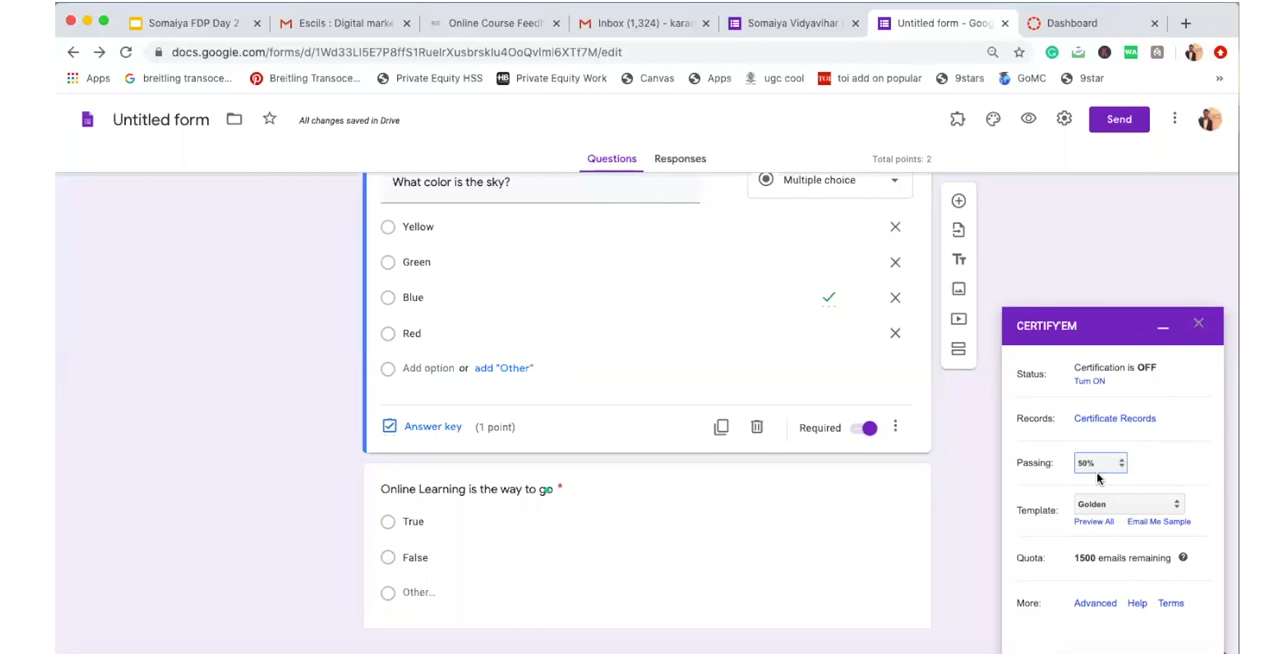 Somaiya FDP Day 2
Esciis : Digital marke
Online Course Feed
Inbox (1,324) - kara
Somaiya Vidyavihar
Untitled form - Goog
Dashboard
docs.google.com/forms/d/1Wd33LI5E7P8ffS1RuelrXusbrskIu4OoQvlmi6XTf7M/edit
Apps
breitling transoce...
Breitling Transoce...
Private Equity HSS
Private Equity Work
Canvas
Apps
ugc cool
toi add on popular
9stars
GoMC
9star
»
Untitled form
All changes saved in Drive
Send
Questions
Responses
Total points: 2
What color is the sky?
Multiple choice
Yellow
Green
Blue
Red
Add option or add "Other"
Answer key (1 point)
Required
Online Learning is the way to go *
True
False
Other...
CERTIFY'EM
Status:
Certification is OFF
Turn ON
Records:
Certificate Records
Passing:
50%
Template:
Golden
Preview All
Email Me Sample
Quota:
1500 emails remaining
More:
Advanced
Help
Terms